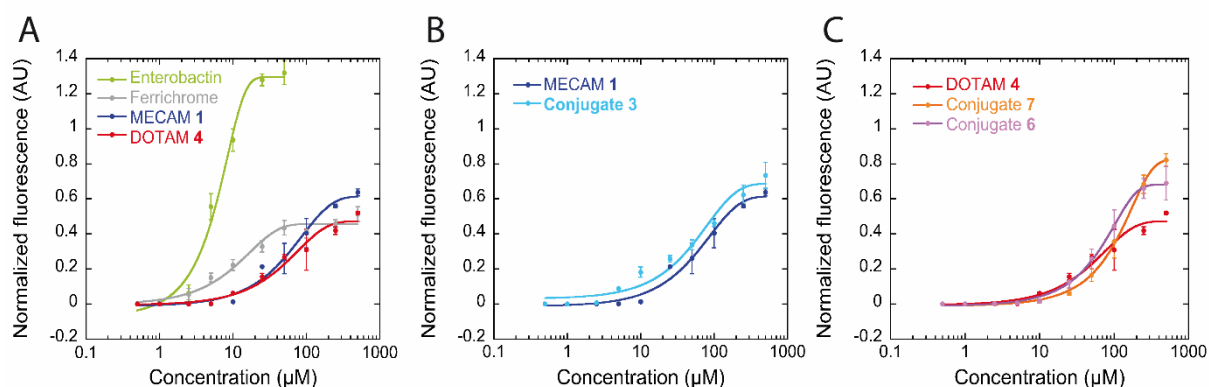 A
Normalized fluorescence (AU)
1.4
1.2
1
0.8
0.6
0.4
0.2
0
-0.2
Enterobactin
Ferrichrome
MECAM 1
DOTAM 4
0.1 1 10 100 1000
Concentration (µM)
B
Normalized fluorescence (AU)
1.4
1.2
1
0.8
0.6
0.4
0.2
0
-0.2
MECAM 1
Conjugate 3
0.1 1 10 100 1000
Concentration (µM)
C
Normalized fluorescence (AU)
1.4
1.2
1
0.8
0.6
0.4
0.2
0
-0.2
DOTAM 4
Conjugate 7
Conjugate 6
0.1 1 10 100 1000
Concentration (µM)